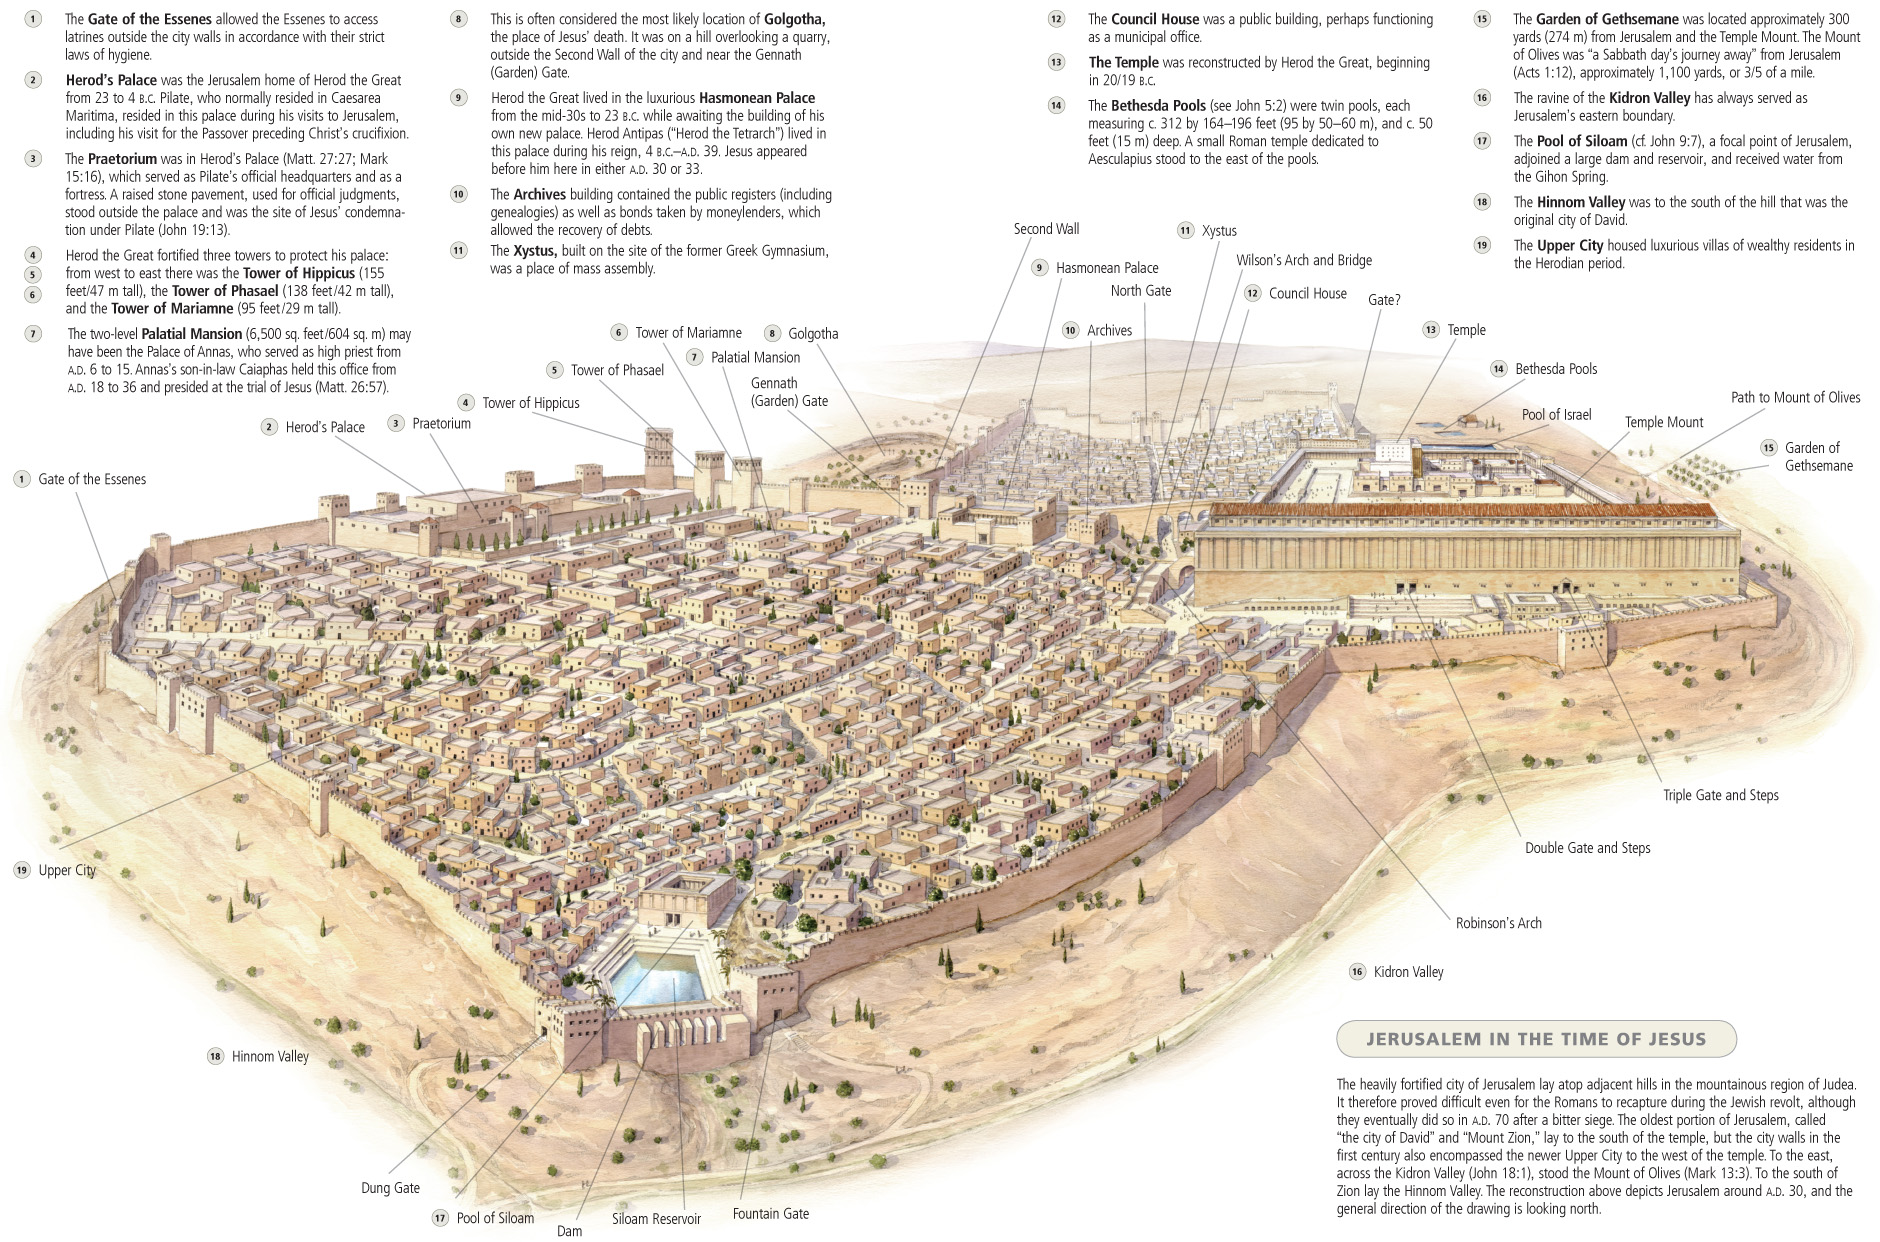 1 The Gate of the Essenes allowed the Essenes to access
latrines outside the city walls in accordance with their strict
laws of hygiene.
2 Herod's Palace was the Jerusalem home of Herod the Great
from 23 to 4 B.C. Pilate, who normally resided in Caesarea
Maritima, resided in this palace during his visits to Jerusalem,
including his visit for the Passover preceding Christ's crucifixion.
3 The Praetorium was in Herod's Palace (Matt. 27:27; Mark
15:16), which served as Pilate's official headquarters and as a
fortress. A raised stone pavement, used for official judgments,
stood outside the palace and was the site of Jesus' condemna-
tion under Pilate (John 19:13).
4 Herod the Great fortified three towers to protect his palace:
5 from west to east there was the Tower of Hippicus (155
6 feet/47 m tall), the Tower of Phasael (138 feet/42 m tall),
and the Tower of Mariamne (95 feet/29 m tall).
7 The two-level Palatial Mansion (6,500 sq. feet/604 sq. m) may
have been the Palace of Annas, who served as high priest from
A.D. 6 to 15. Annas's son-in-law Caiaphas held this office from
A.D. 18 to 36 and presided at the trial of Jesus (Matt. 26:57).
8 This is often considered the most likely location of Golgotha,
the place of Jesus' death. It was on a hill overlooking a quarry,
outside the Second Wall of the city and near the Gennath
(Garden) Gate.
9 Herod the Great lived in the luxurious Hasmonean Palace
from the mid-30s to 23 B.C. while awaiting the building of his
own new palace. Herod Antipas ("Herod the Tetrarch") lived in
this palace during his reign, 4 B.C.–A.D. 39. Jesus appeared
before him here in either A.D. 30 or 33.
10 The Archives building contained the public registers (including
genealogies) as well as bonds taken by moneylenders, which
allowed the recovery of debts.
11 The Xystus, built on the site of the former Greek Gymnasium,
was a place of mass assembly.
12 The Council House was a public building, perhaps functioning
as a municipal office.
13 The Temple was reconstructed by Herod the Great, beginning
in 20/19 B.C.
14 The Bethesda Pools (see John 5:2) were twin pools, each
measuring c. 312 by 164–196 feet (95 by 50–60 m), and c. 50
feet (15 m) deep. A small Roman temple dedicated to
Aesculapius stood to the east of the pools.
15 The Garden of Gethsemane was located approximately 300
yards (274 m) from Jerusalem and the Temple Mount. The Mount
of Olives was "a Sabbath day's journey away" from Jerusalem
(Acts 1:12), approximately 1,100 yards, or 3/5 of a mile.
16 The ravine of the Kidron Valley has always served as
Jerusalem's eastern boundary.
17 The Pool of Siloam (cf. John 9:7), a focal point of Jerusalem,
adjoined a large dam and reservoir, and received water from
the Gihon Spring.
18 The Hinnom Valley was to the south of the hill that was the
original city of David.
19 The Upper City housed luxurious villas of wealthy residents in
the Herodian period.
Second Wall
11 Xystus
9 Hasmonean Palace
Wilson's Arch and Bridge
North Gate
12 Council House
Gate?
10 Archives
13 Temple
6 Tower of Mariamne
8 Golgotha
7 Palatial Mansion
5 Tower of Phasael
14 Bethesda Pools
Gennath
(Garden) Gate
4 Tower of Hippicus
Path to Mount of Olives
Pool of Israel
Temple Mount
2 Herod's Palace
3 Praetorium
15 Garden of
Gethsemane
1 Gate of the Essenes
Triple Gate and Steps
Double Gate and Steps
19 Upper City
Robinson's Arch
16 Kidron Valley
18 Hinnom Valley
Dung Gate
17 Pool of Siloam
Dam
Siloam Reservoir
Fountain Gate
JERUSALEM IN THE TIME OF JESUS
The heavily fortified city of Jerusalem lay atop adjacent hills in the mountainous region of Judea.
It therefore proved difficult even for the Romans to recapture during the Jewish revolt, although
they eventually did so in A.D. 70 after a bitter siege. The oldest portion of Jerusalem, called
"the city of David" and "Mount Zion," lay to the south of the temple, but the city walls in the
first century also encompassed the newer Upper City to the west of the temple. To the east,
across the Kidron Valley (John 18:1), stood the Mount of Olives (Mark 13:3). To the south of
Zion lay the Hinnom Valley. The reconstruction above depicts Jerusalem around A.D. 30, and the
general direction of the drawing is looking north.